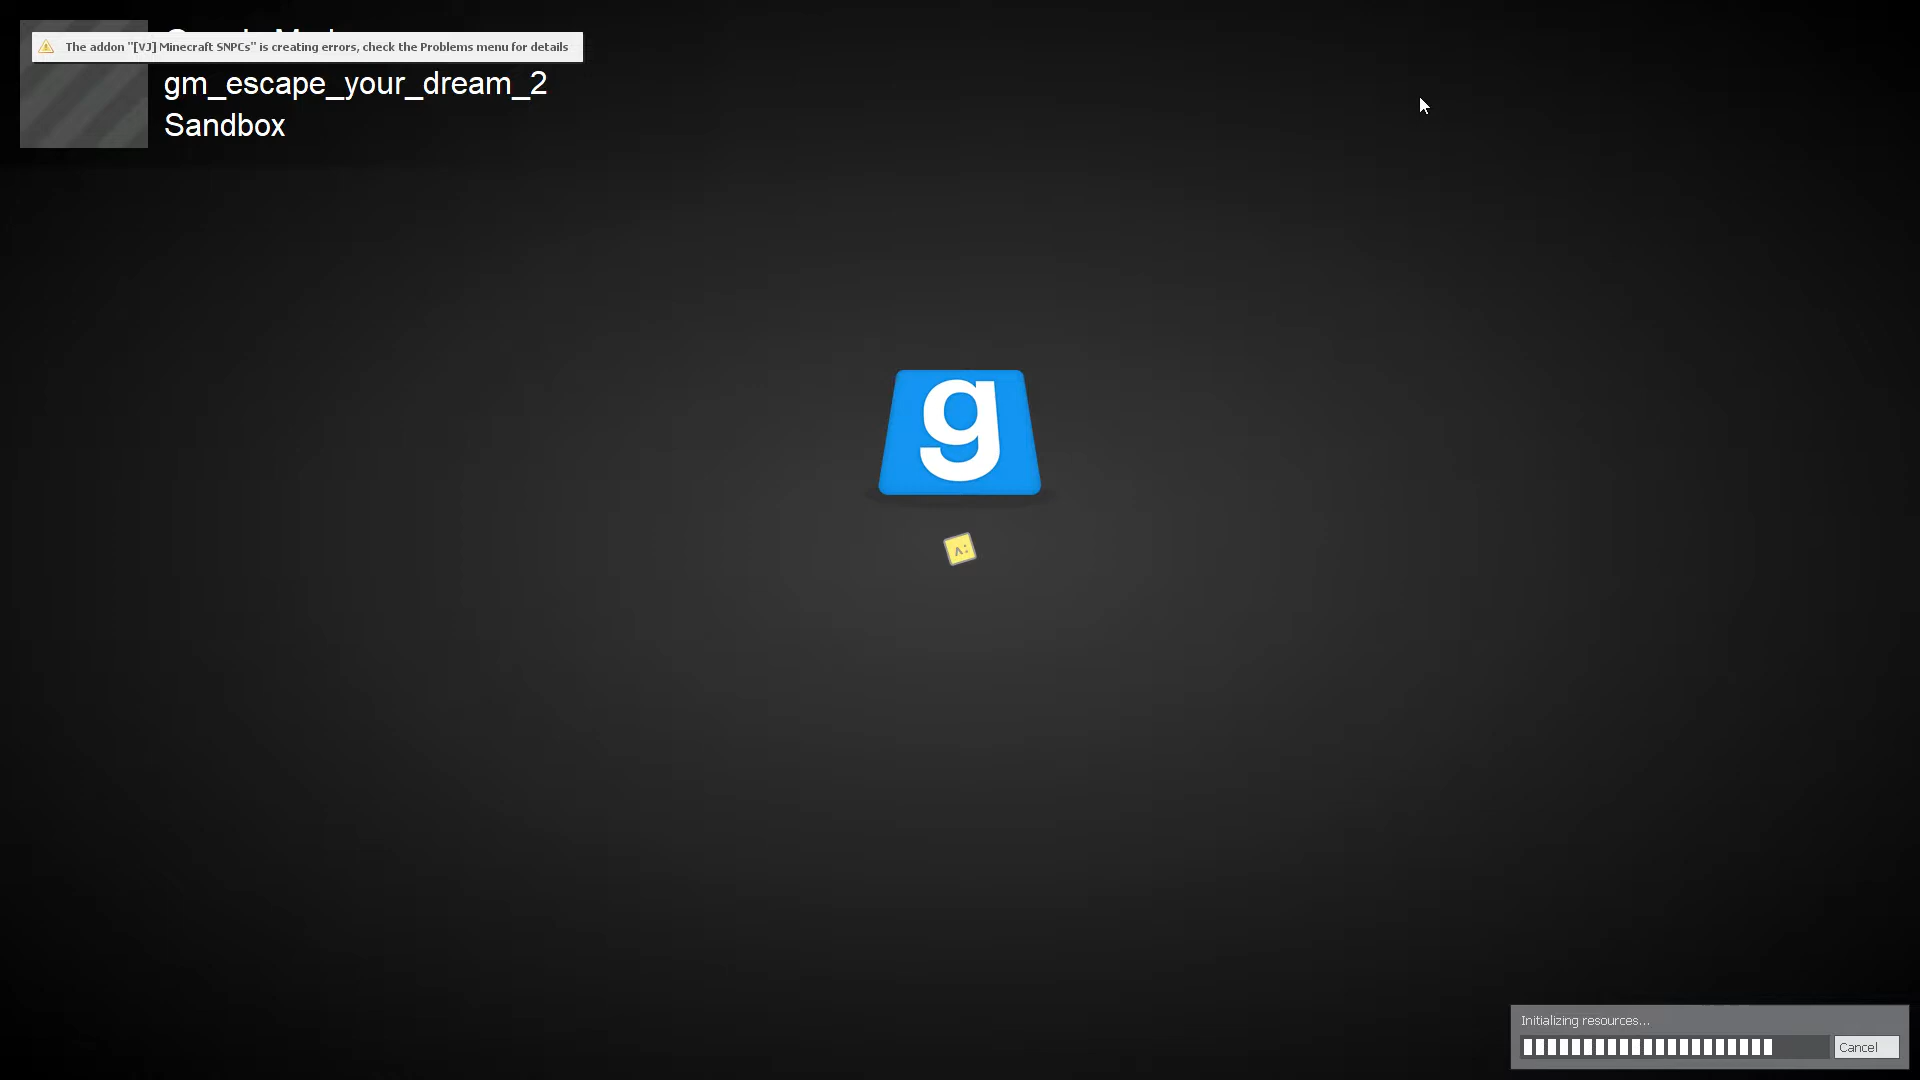 The addon "[VJ] Minecraft SNPCs" is creating errors, check the Problems menu for details
gm_escape_your_dream_2
Sandbox
g
Initializing resources...
Cancel